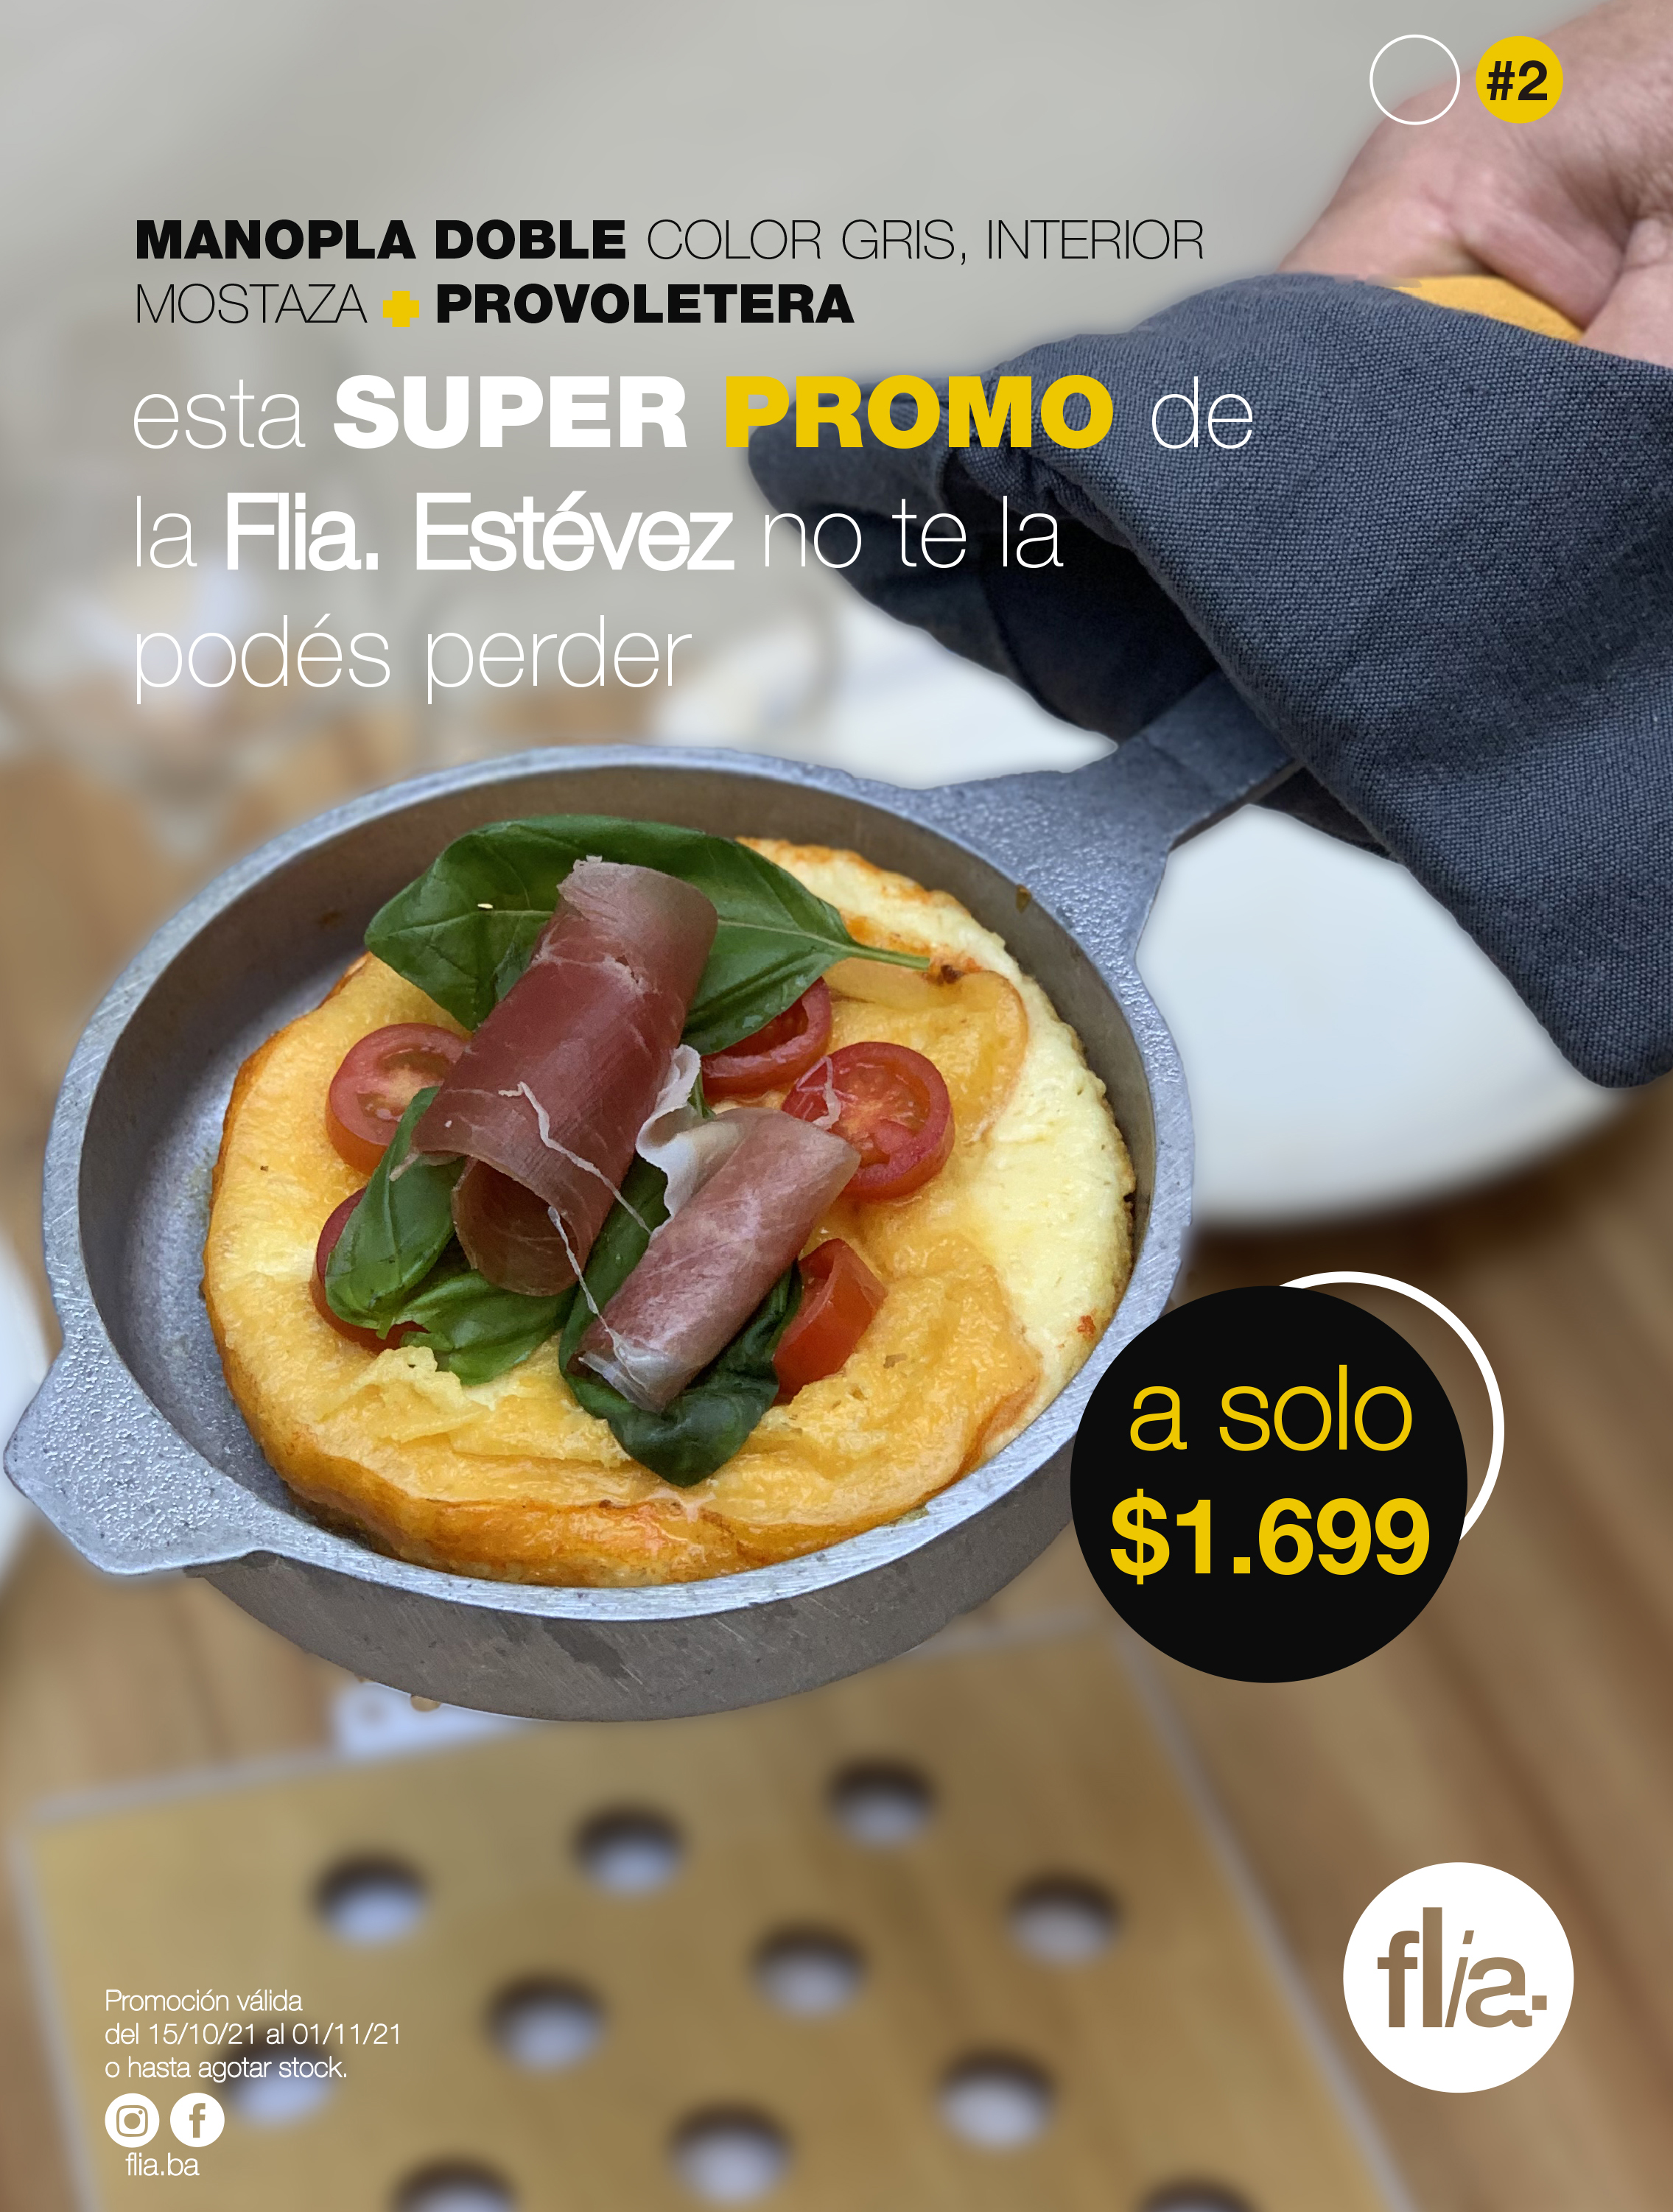 #2
MANOPLA DOBLE COLOR GRIS, INTERIOR
MOSTAZA + PROVOLETERA
esta SUPER PROMO de
la Flia. Estévez no te la
podés perder
a solo
$1.699
flia.
Promoción válida
del 15/10/21 al 01/11/21
o hasta agotar stock.
flia.ba